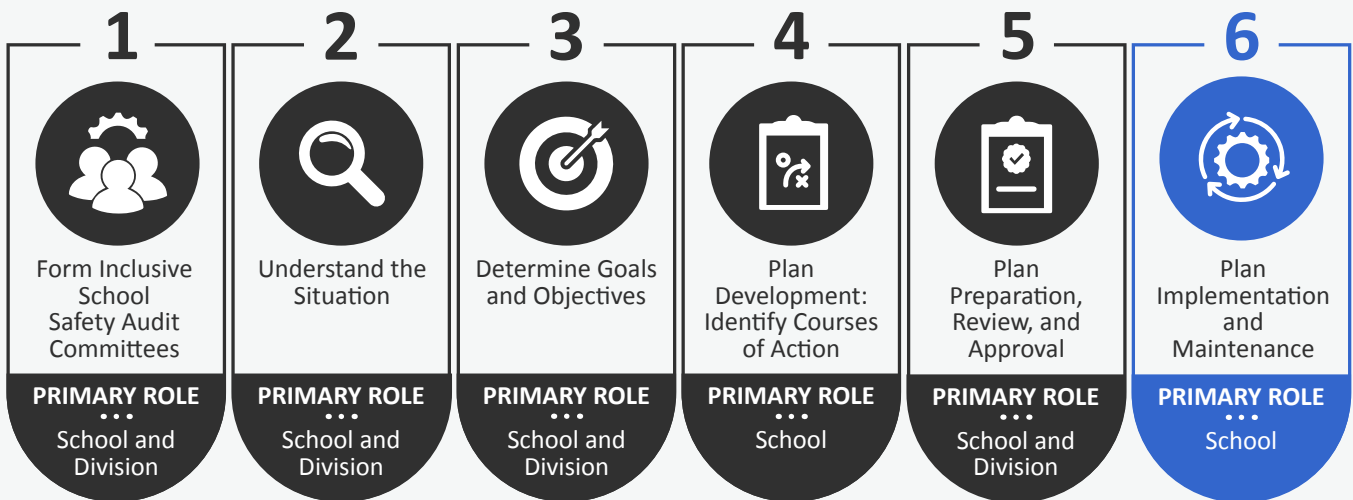 1
Form Inclusive
School
Safety Audit
Committees
PRIMARY ROLE
School and
Division
2
Understand the
Situation
PRIMARY ROLE
School and
Division
3
Determine Goals
and Objectives
PRIMARY ROLE
School and
Division
4
Plan
Development:
Identify Courses
of Action
PRIMARY ROLE
School
5
Plan
Preparation,
Review, and
Approval
PRIMARY ROLE
School and
Division
6
Plan
Implementation
and
Maintenance
PRIMARY ROLE
School